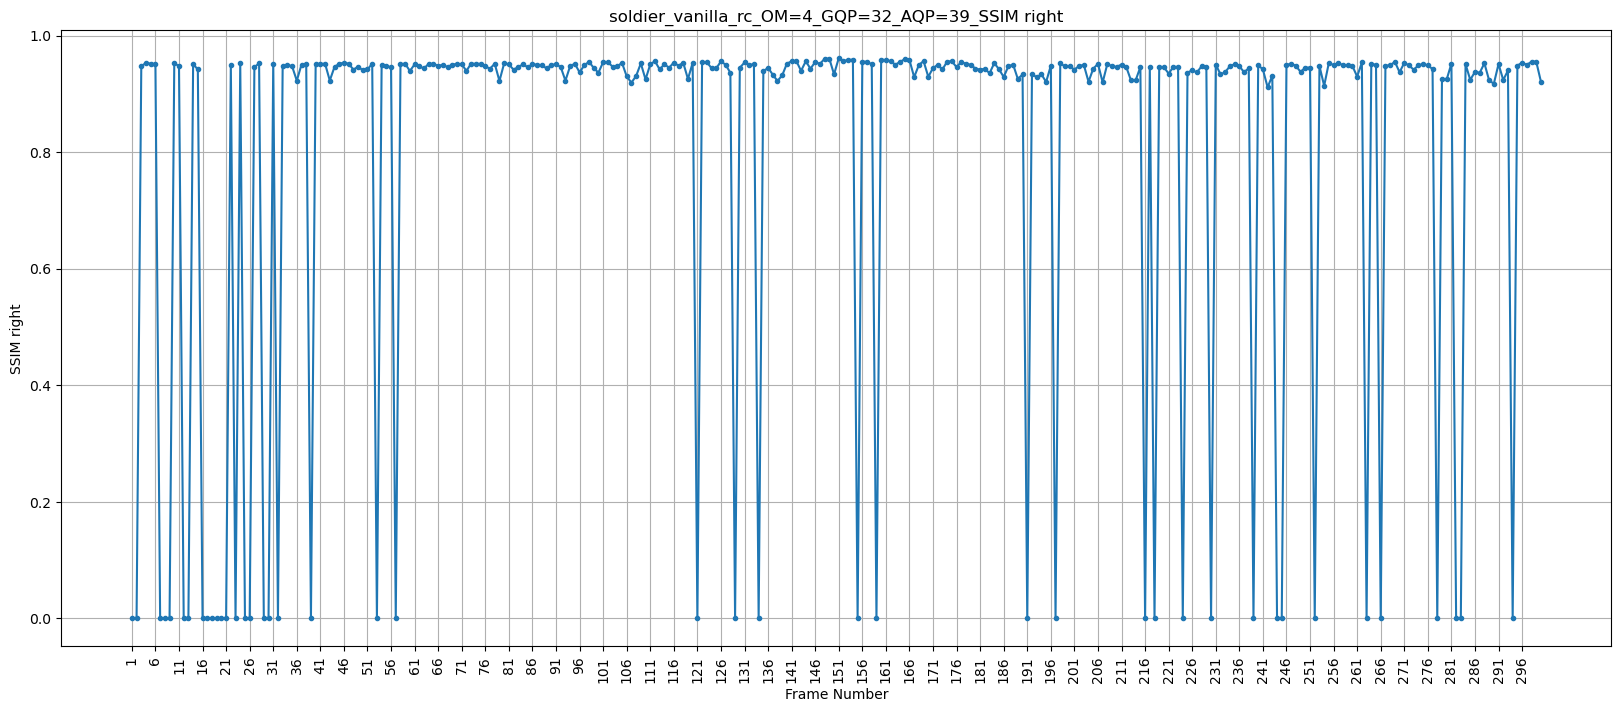 soldier_vanilla_rc_OM=4_GQP=32_AQP=39_SSIM right
1.0
0.8
0.6
0.4
0.2
0.0
SSIM right
1 6 11 16 21 26 31 36 41 46 51 56 61 66 71 76 81 86 91 96 101 106 111 116 121 126 131 136 141 146 151 156 161 166 171 176 181 186 191 196 201 206 211 216 221 226 231 236 241 246 251 256 261 266 271 276 281 286 291 296
Frame Number